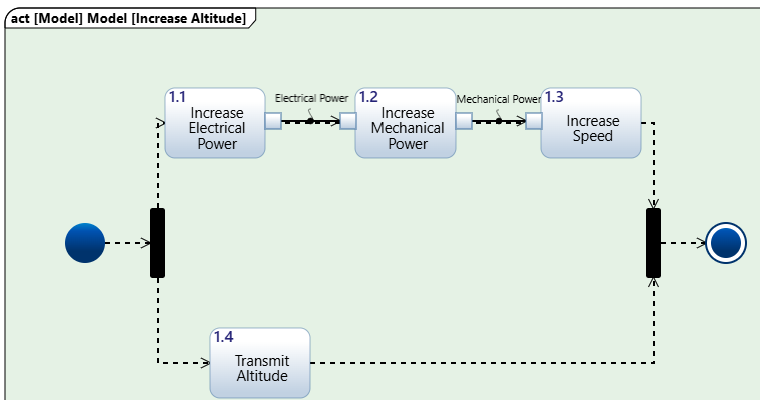 act [Model] Model [Increase Altitude]
1.1
Increase
Electrical
Power
Electrical Power
1.2
Increase
Mechanical
Power
Mechanical Power
1.3
Increase
Speed
1.4
Transmit
Altitude